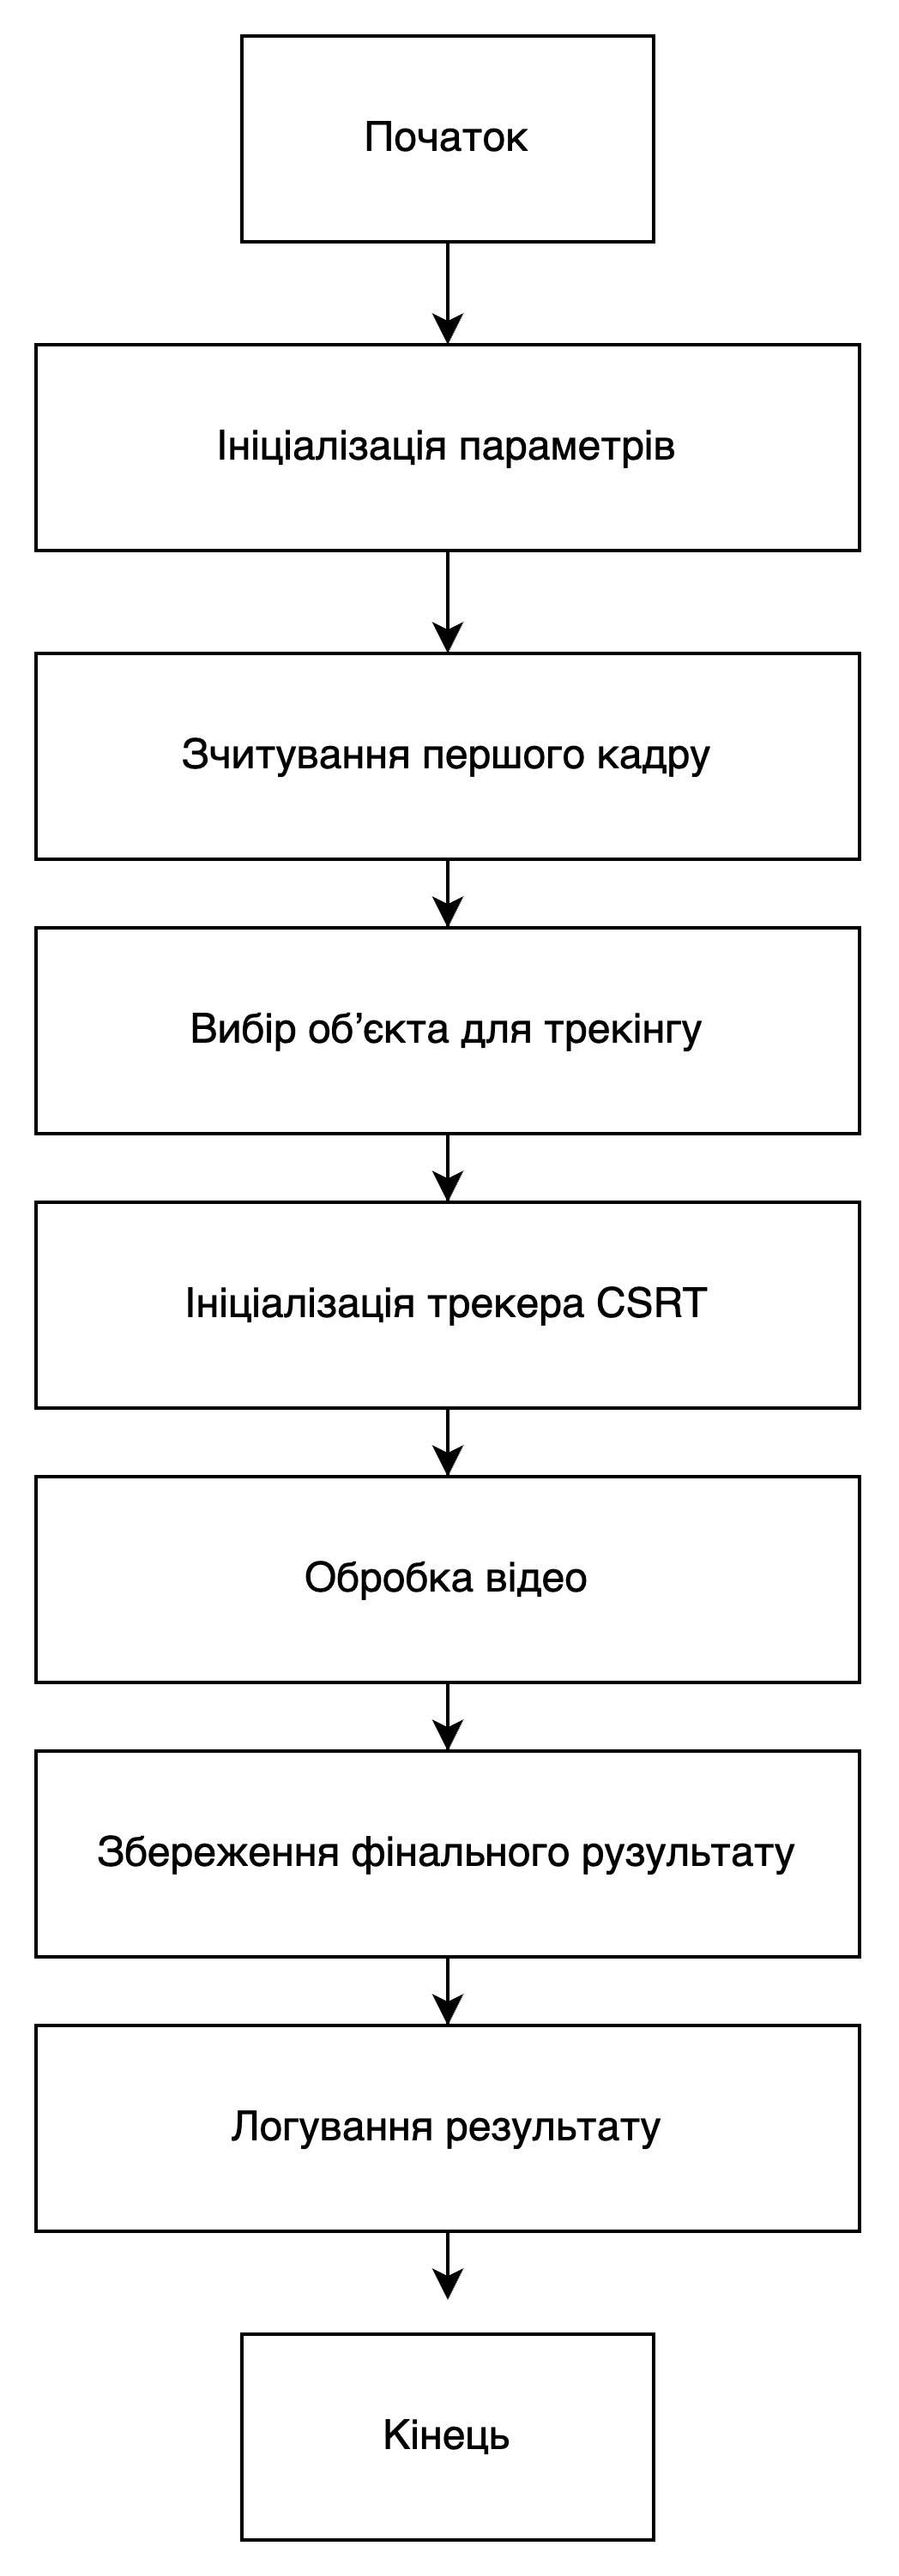 Початок
Ініціалізація параметрів
Зчитування першого кадру
Вибір об’єкта для трекінгу
Ініціалізація трекера CSRT
Обробка відео
Збереження фінального рузультату
Логування результату
Кінець